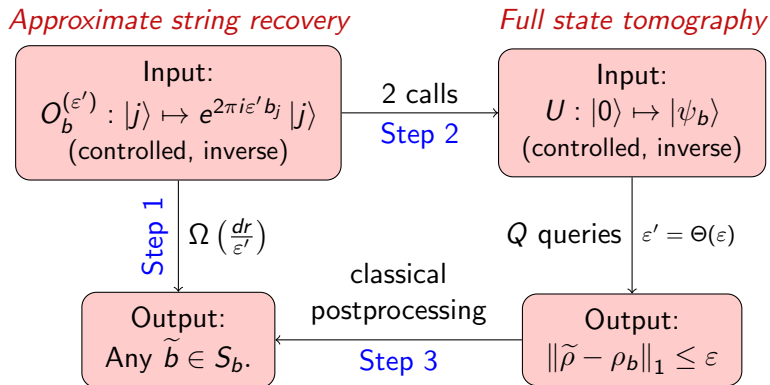 Approximate string recovery
Full state tomography
Input:
O_b^{(ε′)} : |j⟩ ↦ e^{2πiε′b_j} |j⟩
(controlled, inverse)
2 calls
Step 2
Input:
U : |0⟩ ↦ |ψ_b⟩
(controlled, inverse)
Step 1
Ω (dr/ε′)
Q queries
ε′ = Θ(ε)
classical
postprocessing
Step 3
Output:
Any b̃ ∈ S_b.
Output:
‖ρ̃ − ρ_b‖_1 ≤ ε